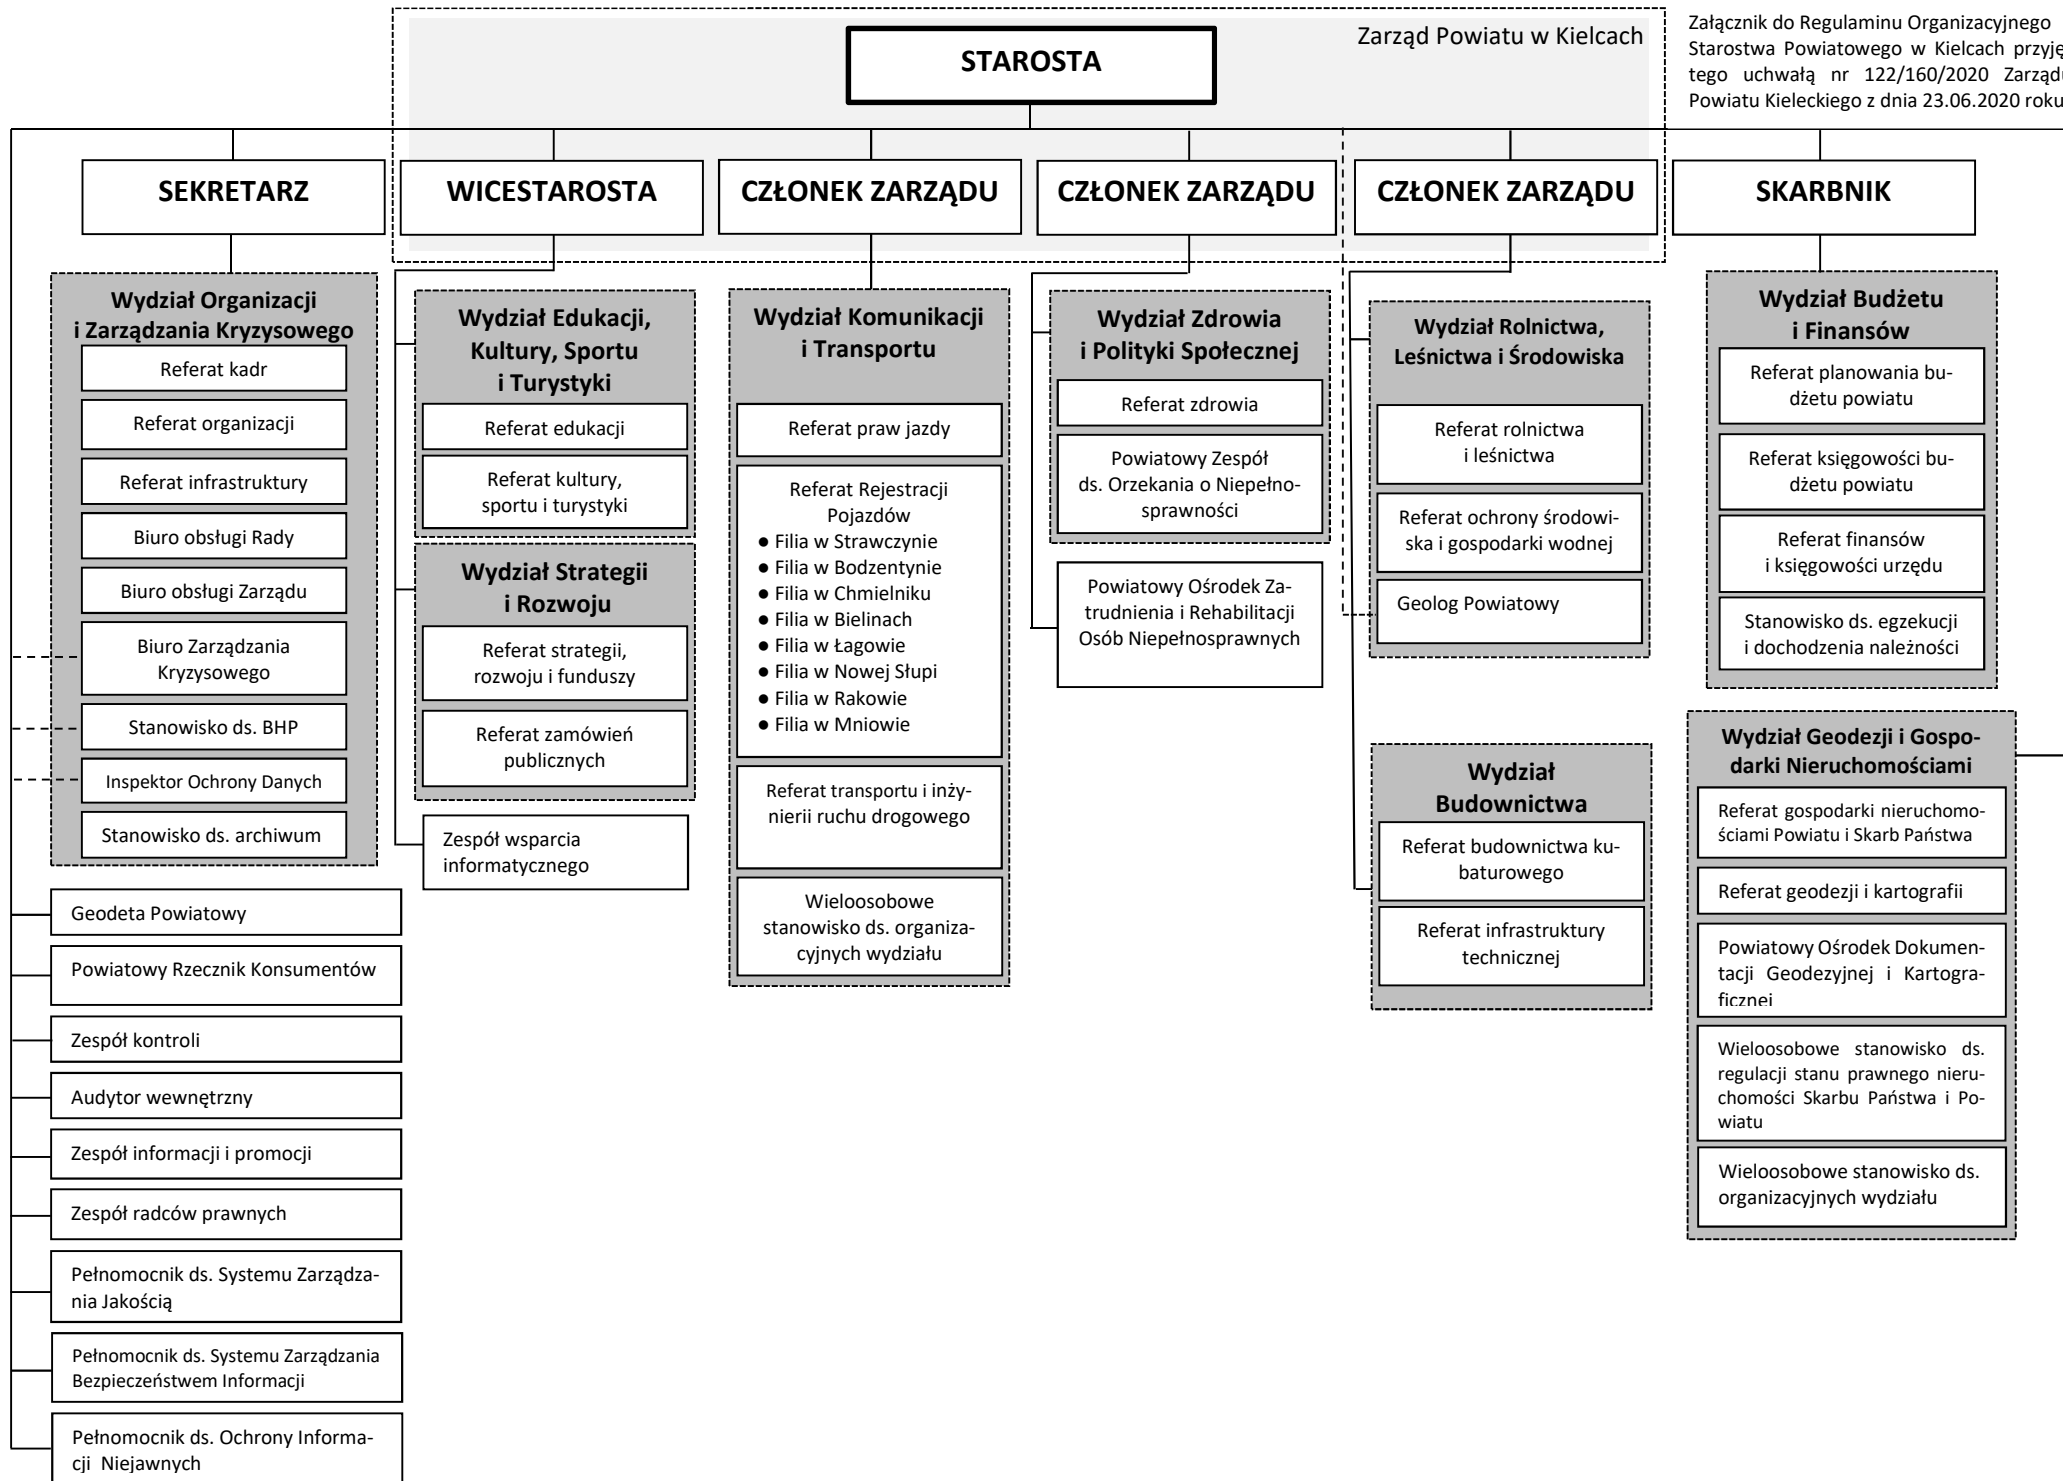 Zarząd Powiatu w Kielcach
Załącznik do Regulaminu Organizacyjnego
Starostwa Powiatowego w Kielcach przyję
tego uchwałą nr 122/160/2020 Zarządu
Powiatu Kieleckiego z dnia 23.06.2020 roku
STAROSTA
SEKRETARZ
WICESTAROSTA
CZŁONEK ZARZĄDU
CZŁONEK ZARZĄDU
CZŁONEK ZARZĄDU
SKARBNIK
Wydział Organizacji
i Zarządzania Kryzysowego
Referat kadr
Referat organizacji
Referat infrastruktury
Biuro obsługi Rady
Biuro obsługi Zarządu
Biuro Zarządzania
Kryzysowego
Stanowisko ds. BHP
Inspektor Ochrony Danych
Stanowisko ds. archiwum
Geodeta Powiatowy
Powiatowy Rzecznik Konsumentów
Zespół kontroli
Audytor wewnętrzny
Zespół informacji i promocji
Zespół radców prawnych
Pełnomocnik ds. Systemu Zarządza-
nia Jakością
Pełnomocnik ds. Systemu Zarządzania
Bezpieczeństwem Informacji
Pełnomocnik ds. Ochrony Informa-
cji Niejawnych
Wydział Edukacji,
Kultury, Sportu
i Turystyki
Referat edukacji
Referat kultury,
sportu i turystyki
Wydział Strategii
i Rozwoju
Referat strategii,
rozwoju i funduszy
Referat zamówień
publicznych
Zespół wsparcia
informatycznego
Wydział Komunikacji
i Transportu
Referat praw jazdy
Referat Rejestracji
Pojazdów
● Filia w Strawczynie
● Filia w Bodzentynie
● Filia w Chmielniku
● Filia w Bielinach
● Filia w Łagowie
● Filia w Nowej Słupi
● Filia w Rakowie
● Filia w Mniowie
Referat transportu i inży-
nierii ruchu drogowego
Wieloosobowe
stanowisko ds. organiza-
cyjnych wydziału
Wydział Zdrowia
i Polityki Społecznej
Referat zdrowia
Powiatowy Zespół
ds. Orzekania o Niepełno-
sprawności
Powiatowy Ośrodek Za-
trudnienia i Rehabilitacji
Osób Niepełnosprawnych
Wydział Rolnictwa,
Leśnictwa i Środowiska
Referat rolnictwa
i leśnictwa
Referat ochrony środowi-
ska i gospodarki wodnej
Geolog Powiatowy
Wydział
Budownictwa
Referat budownictwa ku-
baturowego
Referat infrastruktury
technicznej
Wydział Budżetu
i Finansów
Referat planowania bu-
dżetu powiatu
Referat księgowości bu-
dżetu powiatu
Referat finansów
i księgowości urzędu
Stanowisko ds. egzekucji
i dochodzenia należności
Wydział Geodezji i Gospo-
darki Nieruchomościami
Referat gospodarki nieruchomo-
ściami Powiatu i Skarb Państwa
Referat geodezji i kartografii
Powiatowy Ośrodek Dokumen-
tacji Geodezyjnej i Kartogra-
ficznej
Wieloosobowe stanowisko ds.
regulacji stanu prawnego nieru-
chomości Skarbu Państwa i Po-
wiatu
Wieloosobowe stanowisko ds.
organizacyjnych wydziału